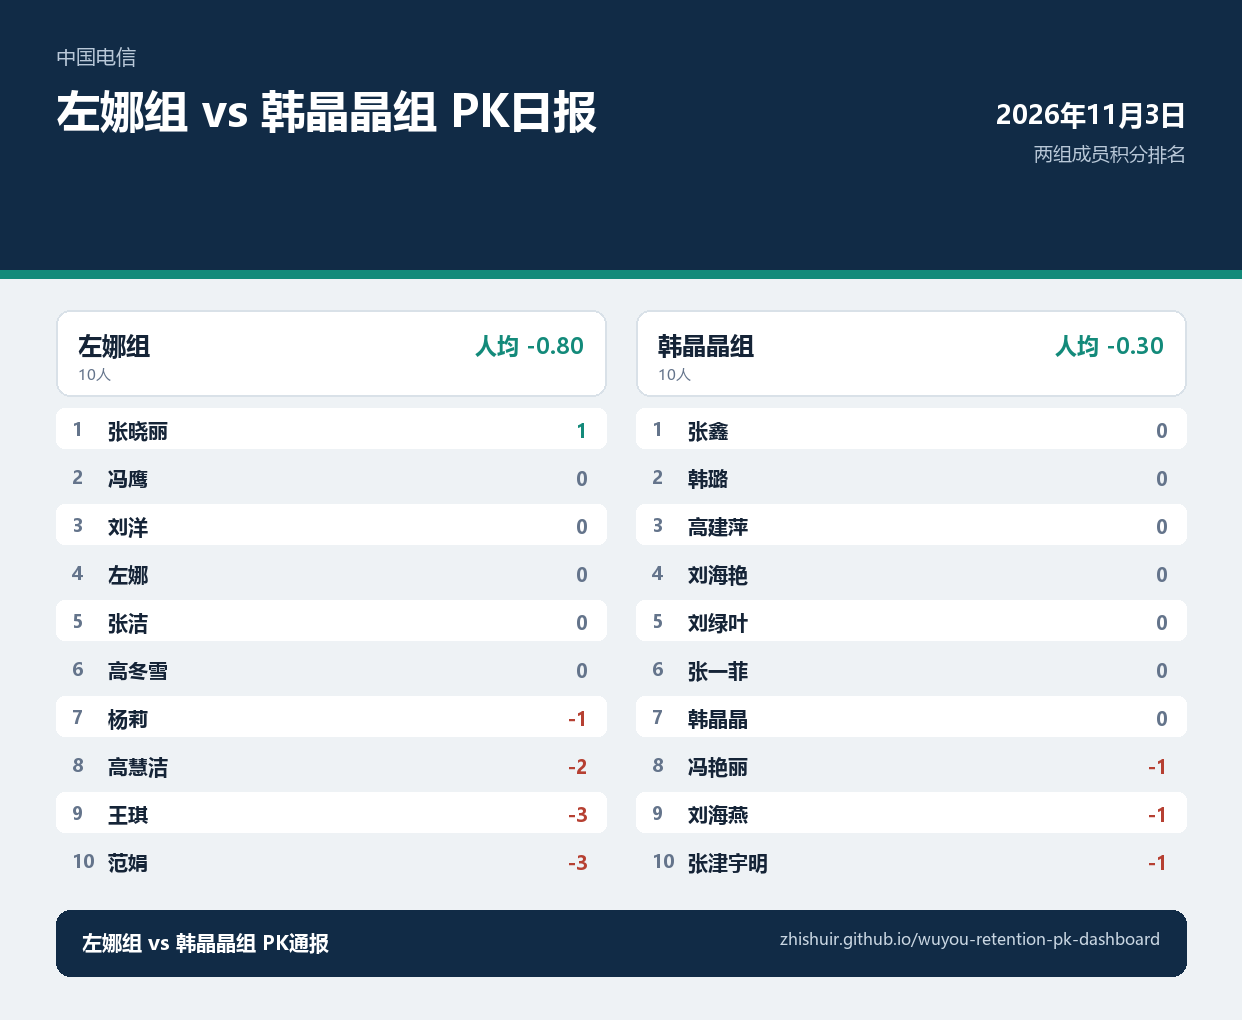 中国电信
左娜组 vs 韩晶晶组 PK日报
2026年11月3日
两组成员积分排名
左娜组 人均 -0.80
10人
1 张晓丽 1
2 冯鹰 0
3 刘洋 0
4 左娜 0
5 张洁 0
6 高冬雪 0
7 杨莉 -1
8 高慧洁 -2
9 王琪 -3
10 范娟 -3
韩晶晶组 人均 -0.30
10人
1 张鑫 0
2 韩璐 0
3 高建萍 0
4 刘海艳 0
5 刘绿叶 0
6 张一菲 0
7 韩晶晶 0
8 冯艳丽 -1
9 刘海燕 -1
10 张津宇明 -1
左娜组 vs 韩晶晶组 PK通报
zhishuir.github.io/wuyou-retention-pk-dashboard